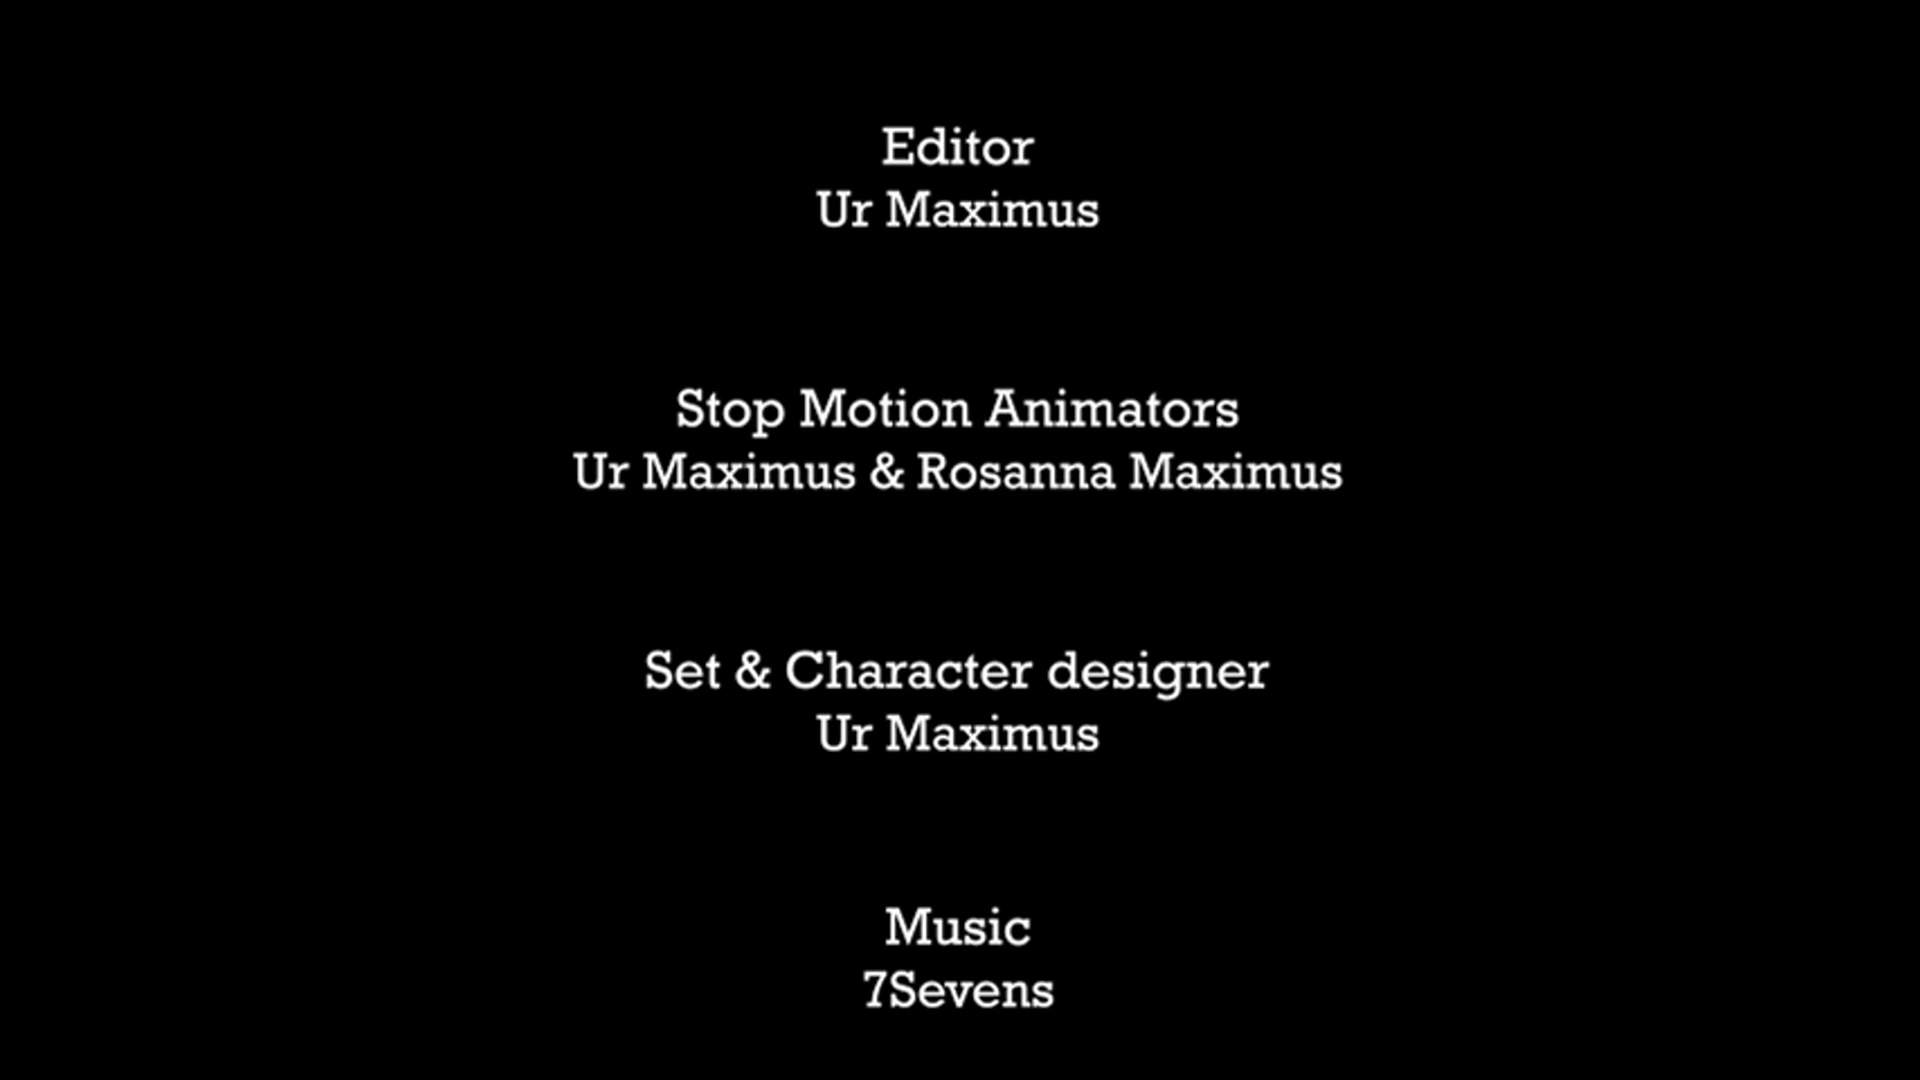 Editor
Ur Maximus
Stop Motion Animators
Ur Maximus & Rosanna Maximus
Set & Character designer
Ur Maximus
Music
7Sevens